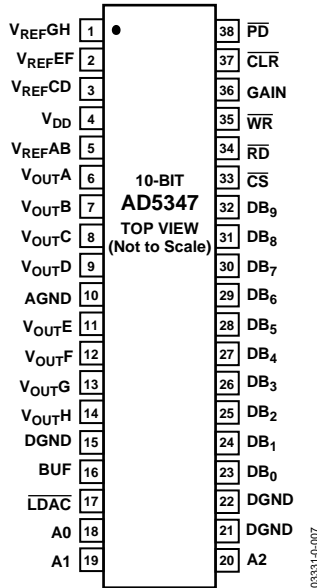 VREFGH 1
VREFEF 2
VREFCD 3
VDD 4
VREFAB 5
VOUTA 6
VOUTB 7
VOUTC 8
VOUTD 9
AGND 10
VOUTE 11
VOUTF 12
VOUTG 13
VOUTH 14
DGND 15
BUF 16
LDAC 17
A0 18
A1 19
10-BIT
AD5347
TOP VIEW
(Not to Scale)
38 PD
37 CLR
36 GAIN
35 WR
34 RD
33 CS
32 DB9
31 DB8
30 DB7
29 DB6
28 DB5
27 DB4
26 DB3
25 DB2
24 DB1
23 DB0
22 DGND
21 DGND
20 A2
03331-0-007